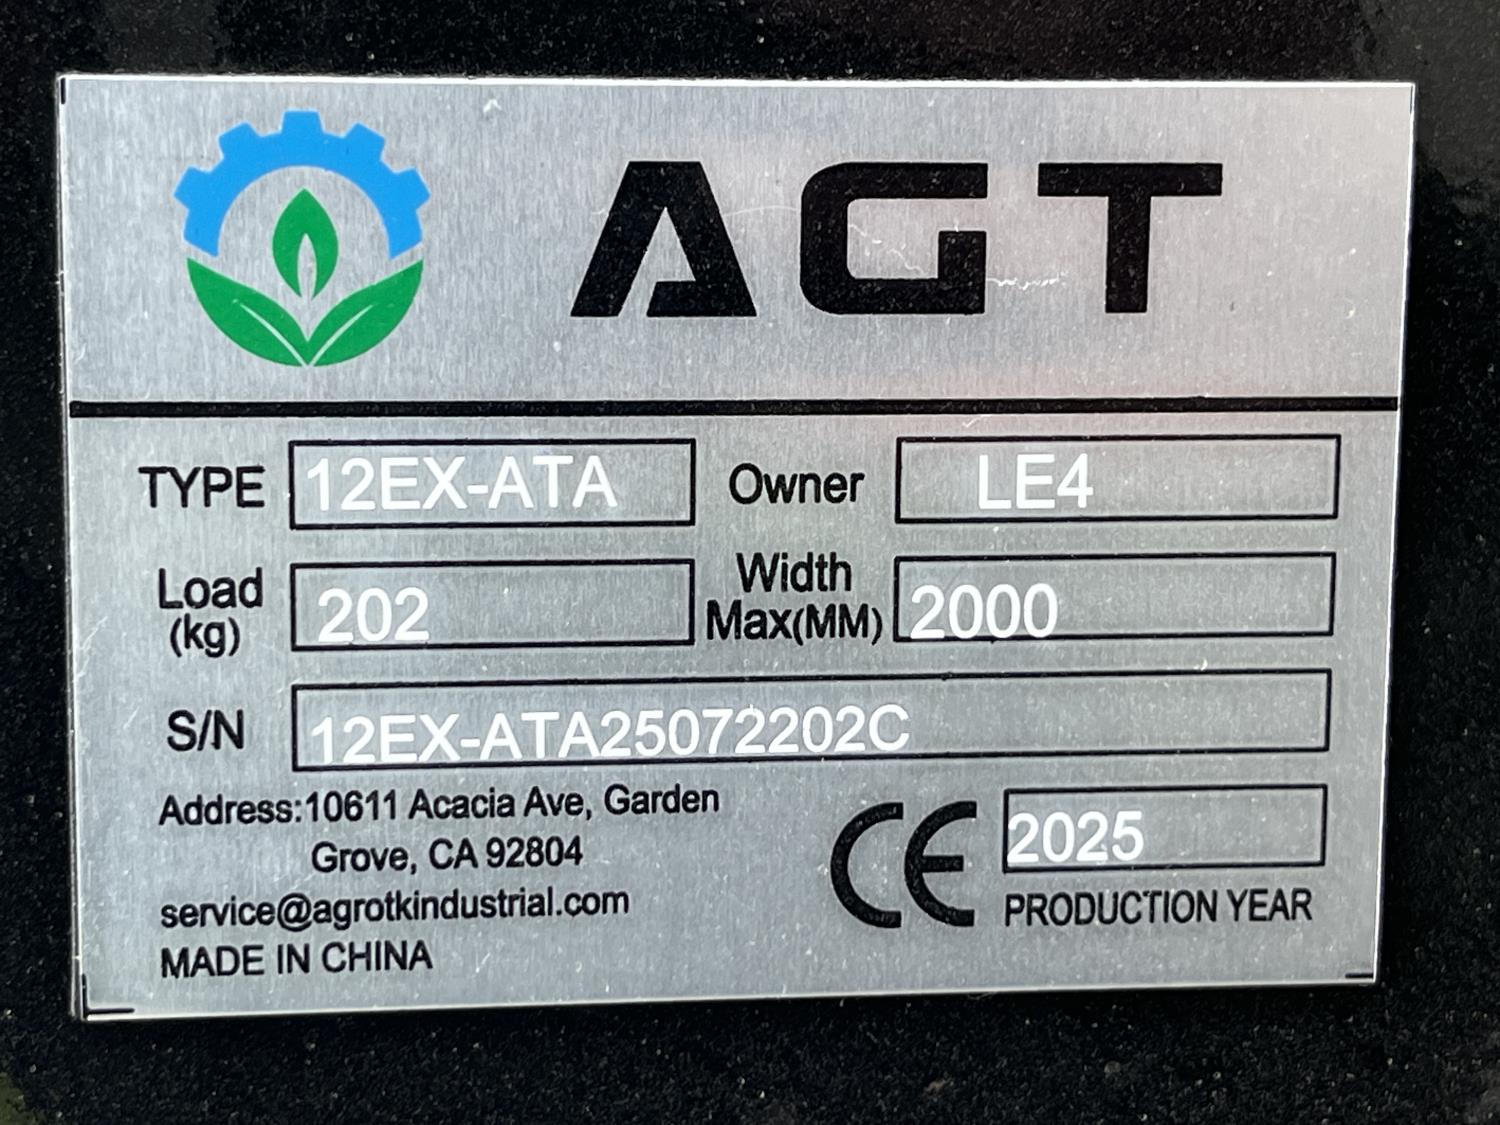 AGT
TYPE 12EX-ATA Owner LE4
Load (kg) 202 Width Max(MM) 2000
S/N 12EX-ATA25072202C
Address:10611 Acacia Ave, Garden
Grove, CA 92804
service@agrotkindustrial.com
MADE IN CHINA
CE 2025
PRODUCTION YEAR